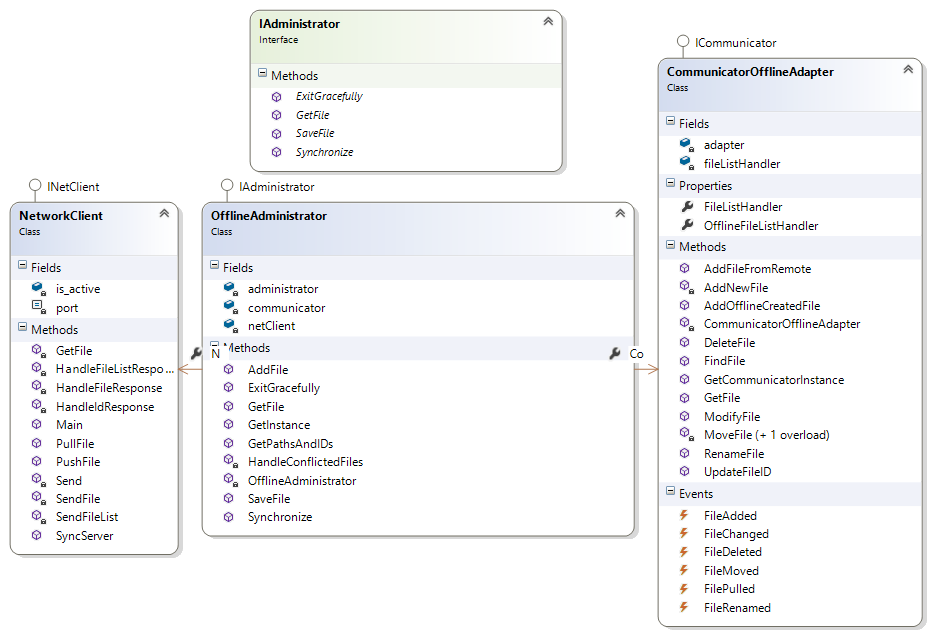 IAdministrator
Interface
Methods
ExitGracefully
GetFile
SaveFile
Synchronize
INetClient
NetworkClient
Class
Fields
is_active
port
Methods
GetFile
HandleFileListRespo...
HandleFileResponse
HandleIdResponse
Main
PullFile
PushFile
Send
SendFile
SendFileList
SyncServer
IAdministrator
OfflineAdministrator
Class
Fields
administrator
communicator
netClient
Methods
N
Co
AddFile
ExitGracefully
GetFile
GetInstance
GetPathsAndIDs
HandleConflictedFiles
OfflineAdministrator
SaveFile
Synchronize
ICommunicator
CommunicatorOfflineAdapter
Class
Fields
adapter
fileListHandler
Properties
FileListHandler
OfflineFileListHandler
Methods
AddFileFromRemote
AddNewFile
AddOfflineCreatedFile
CommunicatorOfflineAdapter
DeleteFile
FindFile
GetCommunicatorInstance
GetFile
ModifyFile
MoveFile (+ 1 overload)
RenameFile
UpdateFileID
Events
FileAdded
FileChanged
FileDeleted
FileMoved
FilePulled
FileRenamed